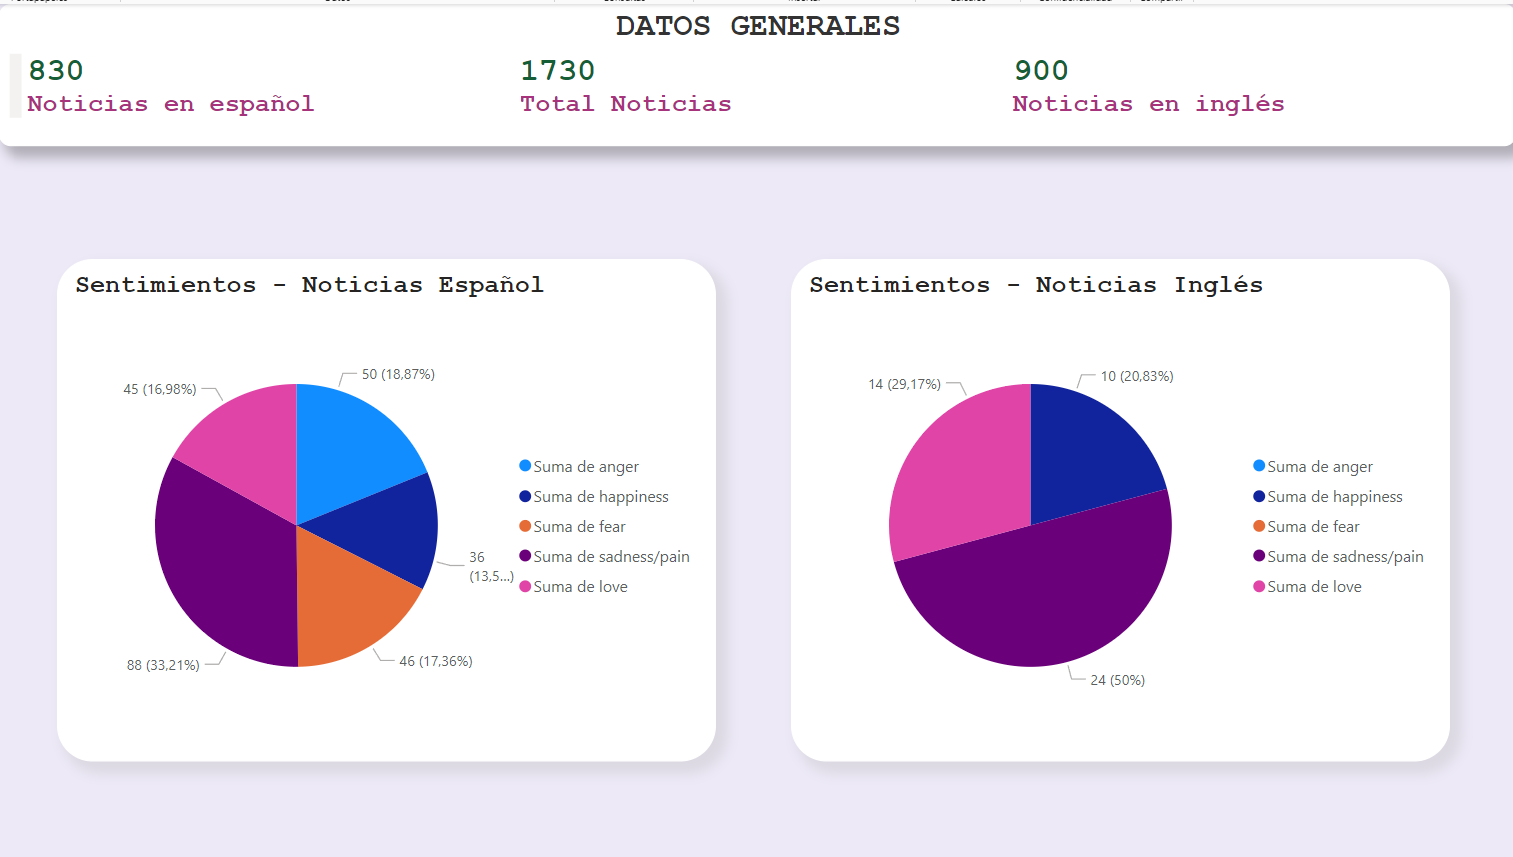 DATOS GENERALES
830
Noticias en español
1730
Total Noticias
900
Noticias en inglés
Sentimientos - Noticias Español
50 (18,87%)
45 (16,98%)
36
(13,5...)
46 (17,36%)
88 (33,21%)
Suma de anger
Suma de happiness
Suma de fear
Suma de sadness/pain
Suma de love
Sentimientos - Noticias Inglés
10 (20,83%)
14 (29,17%)
24 (50%)
Suma de anger
Suma de happiness
Suma de fear
Suma de sadness/pain
Suma de love